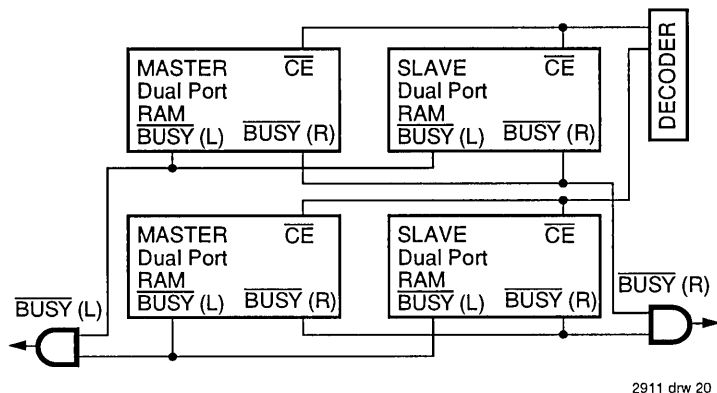 MASTER CE
Dual Port
RAM
BUSY (L) BUSY (R)
SLAVE CE
Dual Port
RAM
BUSY (L) BUSY (R)
DECODER
MASTER CE
Dual Port
RAM
BUSY (L) BUSY (R)
SLAVE CE
Dual Port
RAM
BUSY (L) BUSY (R)
BUSY (L)
BUSY (R)
2911 drw 20